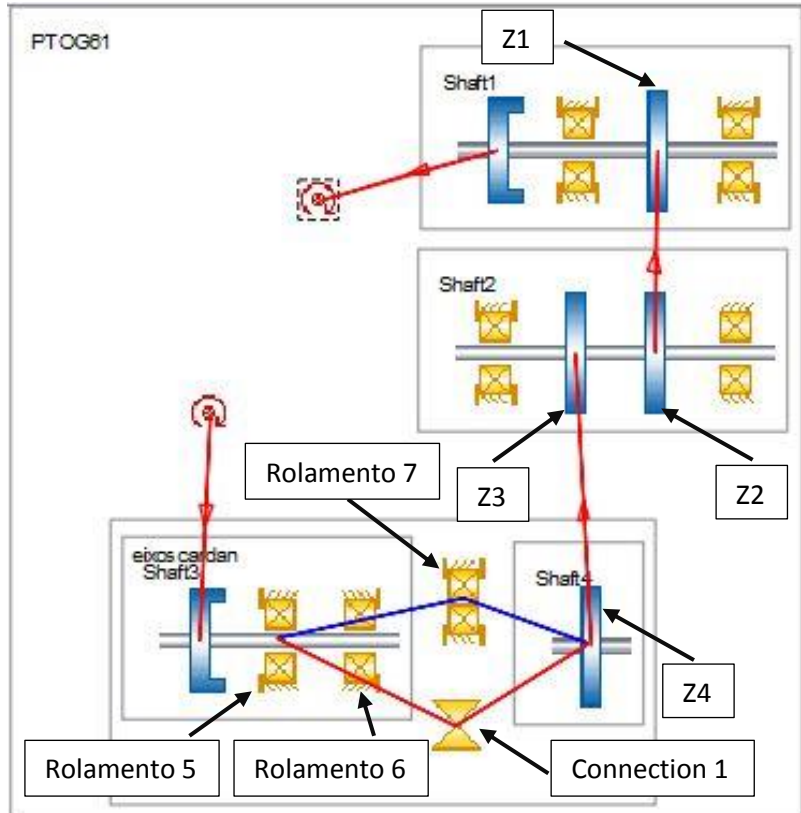 PTOG61
Z1
Shaft1
Shaft2
Rolamento 7
Z3
Z2
eixos cardan
Shaft3
Shaft4
Z4
Rolamento 5
Rolamento 6
Connection 1